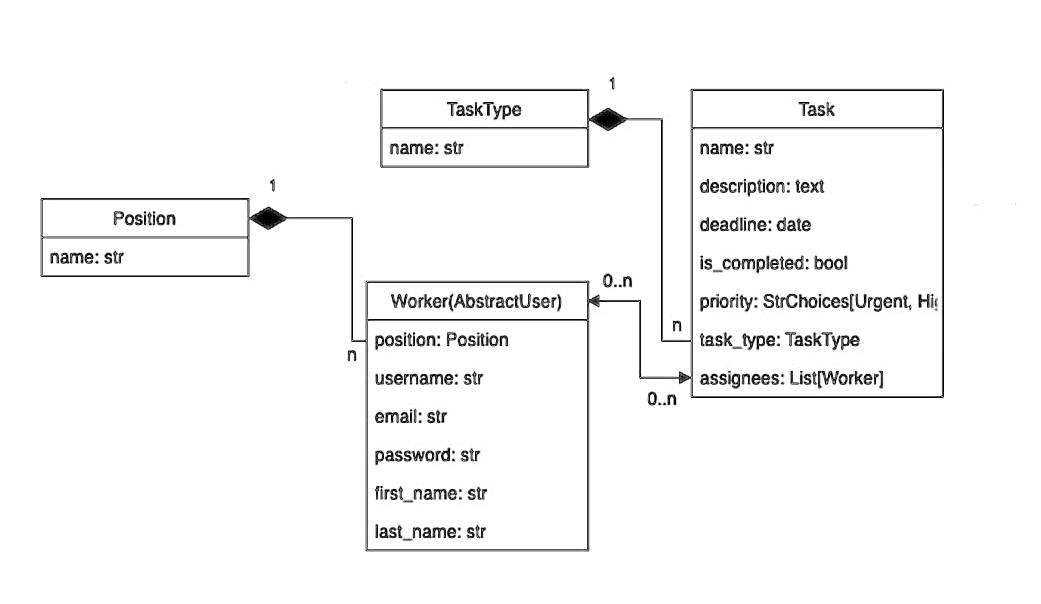 1
TaskType
name: str
Task
name: str
description: text
deadline: date
is_completed: bool
priority: StrChoices[Urgent,
task_type: TaskType
assignees: List[Worker]
1
Position
name: str
0..n
n
0..n
n
Worker(AbstractUser)
position: Position
username: str
email: str
password: str
first_name: str
last_name: str